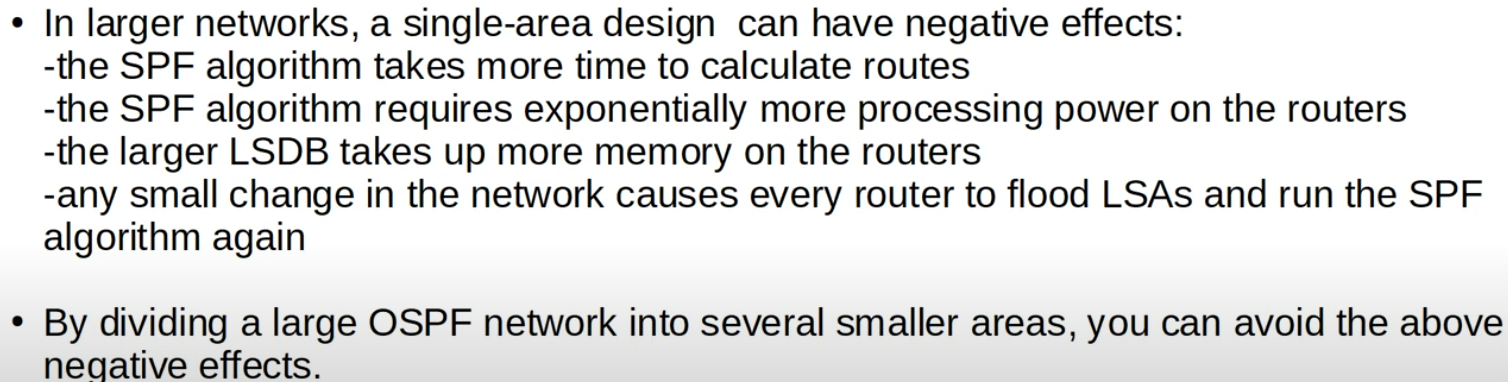 • In larger networks, a single-area design  can have negative effects:
-the SPF algorithm takes more time to calculate routes
-the SPF algorithm requires exponentially more processing power on the routers
-the larger LSDB takes up more memory on the routers
-any small change in the network causes every router to flood LSAs and run the SPF
algorithm again
• By dividing a large OSPF network into several smaller areas, you can avoid the above
negative effects.